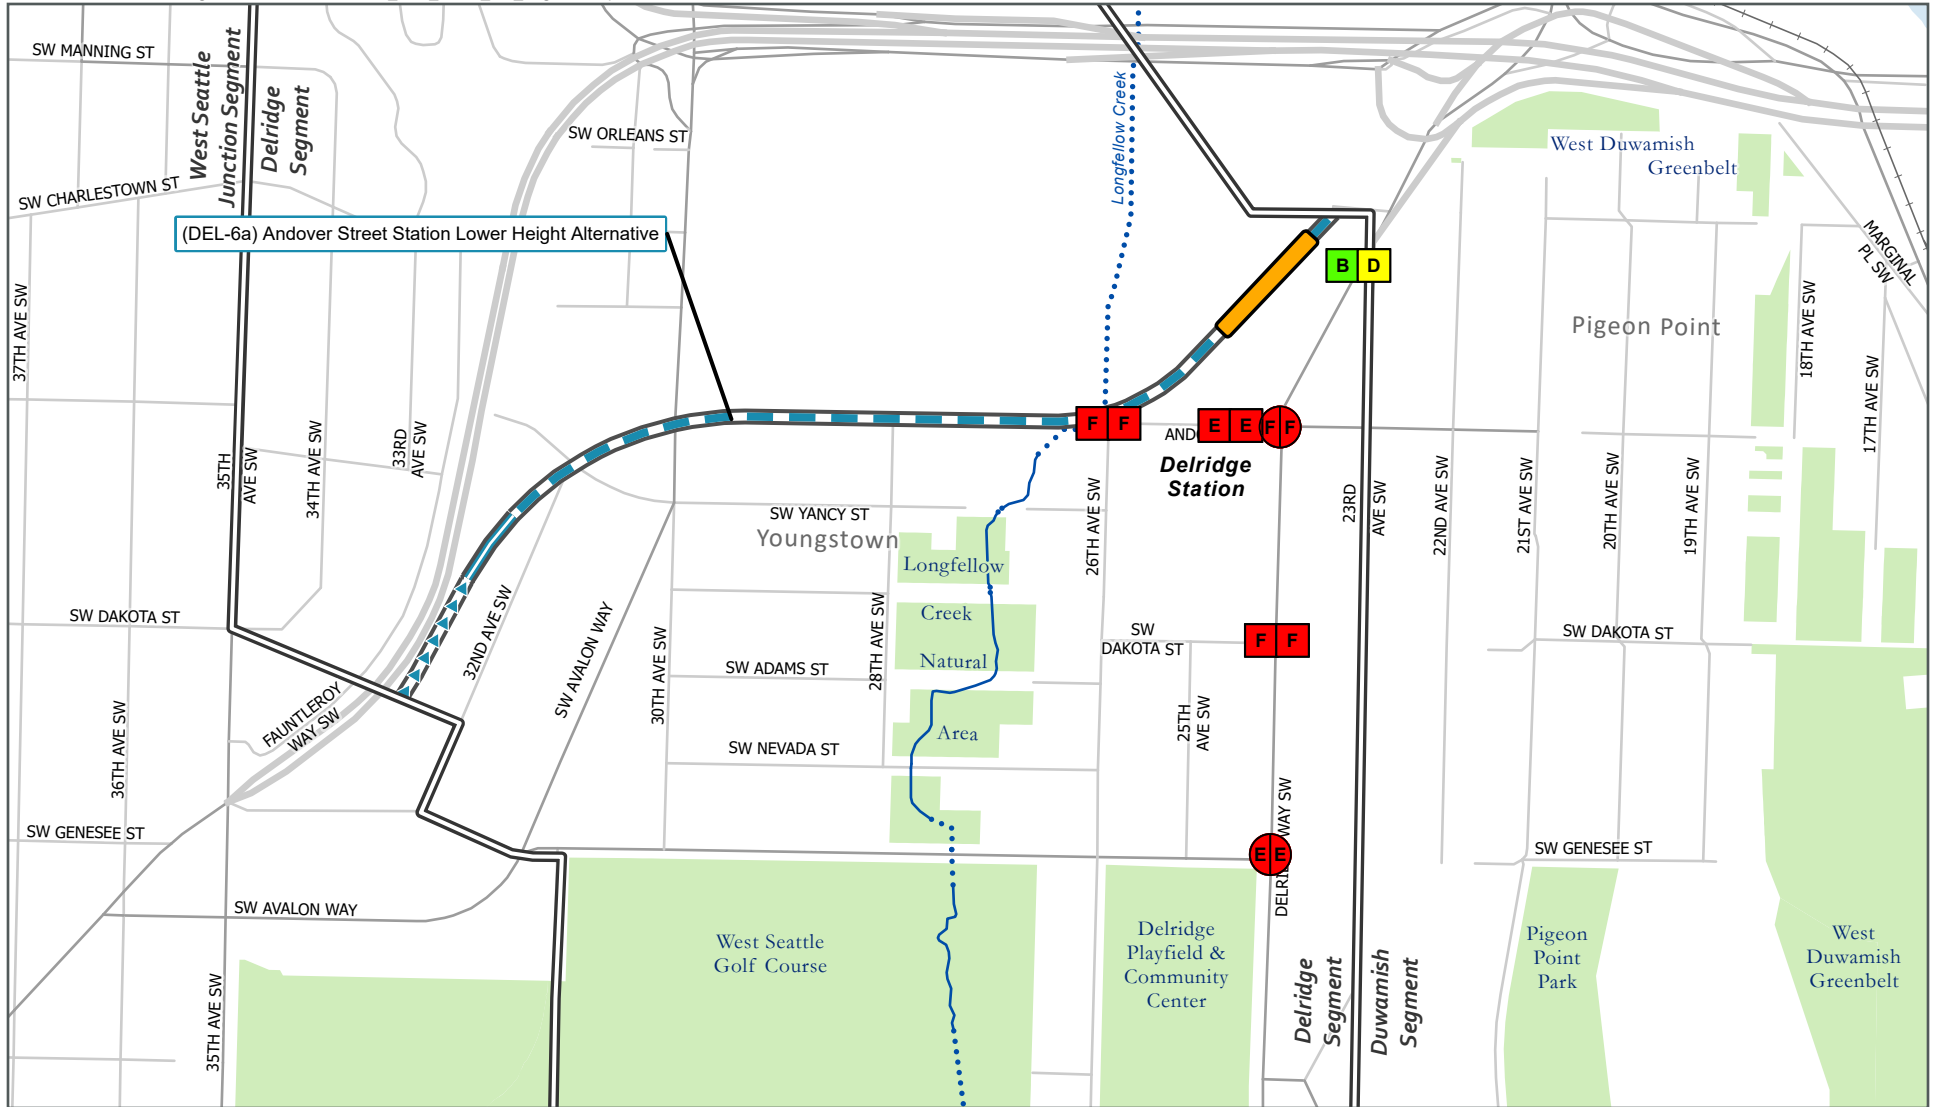 SW MANNING ST
West Seattle
Junction Segment
Delridge
Segment
SW ORLEANS ST
Longfellow Creek
West Duwamish
Greenbelt
SW CHARLESTOWN ST
(DEL-6a) Andover Street Station Lower Height Alternative
MARGINAL
PL SW
B D
37TH AVE SW
Pigeon Point
18TH AVE SW
17TH AVE SW
F F
AND
E E
F F
Delridge
Station
35TH
AVE SW
34TH AVE SW
33RD
AVE SW
26TH AVE SW
23RD
AVE SW
22ND AVE SW
21ST AVE SW
20TH AVE SW
19TH AVE SW
SW YANCY ST
Youngstown
Longfellow
Creek
Natural
Area
SW DAKOTA ST
32ND AVE SW
SW AVALON WAY
30TH AVE SW
28TH AVE SW
SW
DAKOTA ST
F F
SW DAKOTA ST
SW ADAMS ST
FAUNTLEROY
WAY SW
36TH AVE SW
25TH
AVE SW
SW NEVADA ST
SW GENESEE ST
E E
DELRI
WAY SW
SW GENESEE ST
SW AVALON WAY
West Seattle
Golf Course
Delridge
Playfield &
Community
Center
Pigeon
Point
Park
West
Duwamish
Greenbelt
35TH AVE SW
Delridge
Segment
Duwamish
Segment